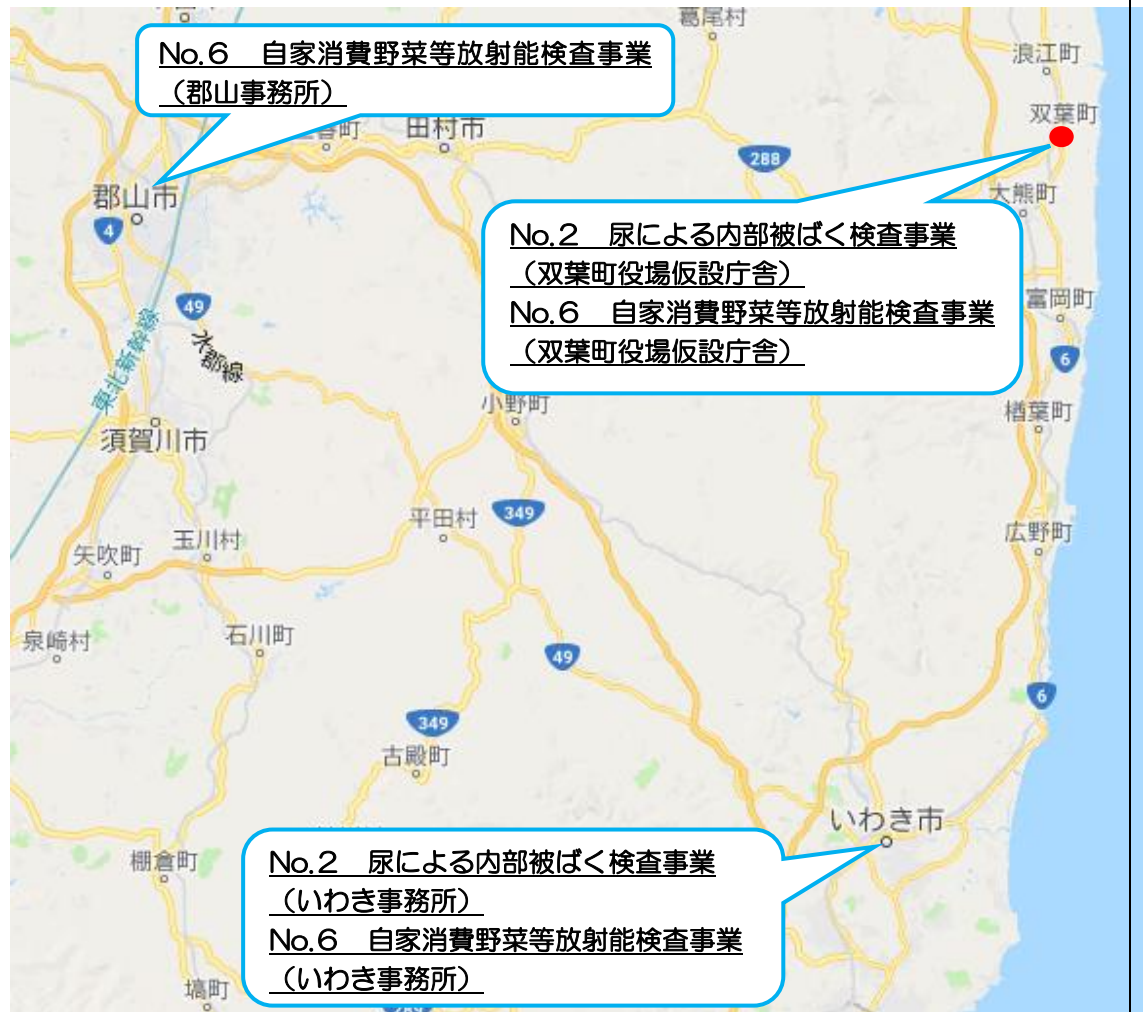 葛尾村
No.6 自家消費野菜等放射能検査事業
（郡山事務所）
浪江町
双葉町
田村市
288
郡山市
大熊町
4
No.2 尿による内部被ばく検査事業
（双葉町役場仮設庁舎）
No.6 自家消費野菜等放射能検査事業
（双葉町役場仮設庁舎）
富岡町
49
水郡線
東北新幹線
6
小野町
楢葉町
須賀川市
平田村
349
広野町
玉川村
矢吹町
石川町
泉崎村
49
6
349
古殿町
いわき市
棚倉町
No.2 尿による内部被ばく検査事業
（いわき事務所）
No.6 自家消費野菜等放射能検査事業
（いわき事務所）
塙町